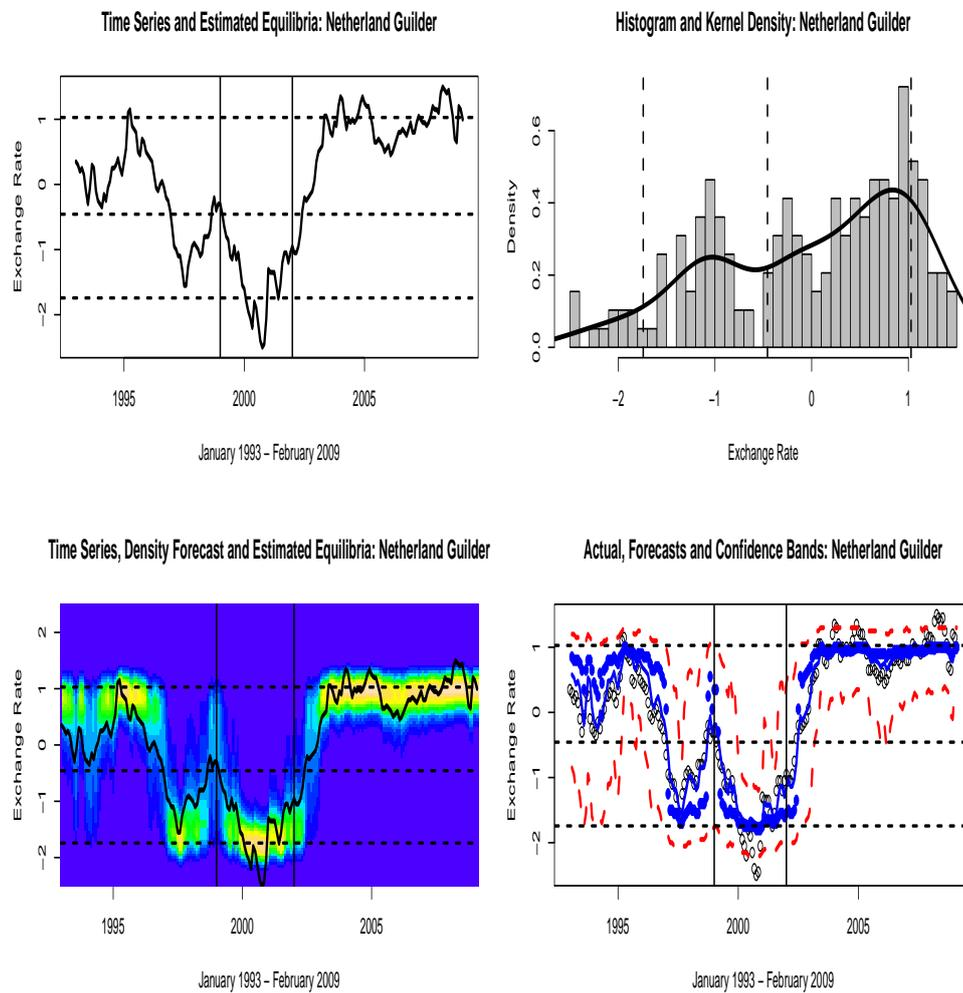 Time Series and Estimated Equilibria: Netherland Guilder
Exchange Rate
1
0
−1
−2
1995 2000 2005
January 1993 – February 2009
Histogram and Kernel Density: Netherland Guilder
Density
0.6
0.4
0.2
0.0
−2 −1 0 1
Exchange Rate
Time Series, Density Forecast and Estimated Equilibria: Netherland Guilder
Exchange Rate
2
1
0
−1
−2
1995 2000 2005
January 1993 – February 2009
Actual, Forecasts and Confidence Bands: Netherland Guilder
Exchange Rate
1
0
−1
−2
1995 2000 2005
January 1993 – February 2009